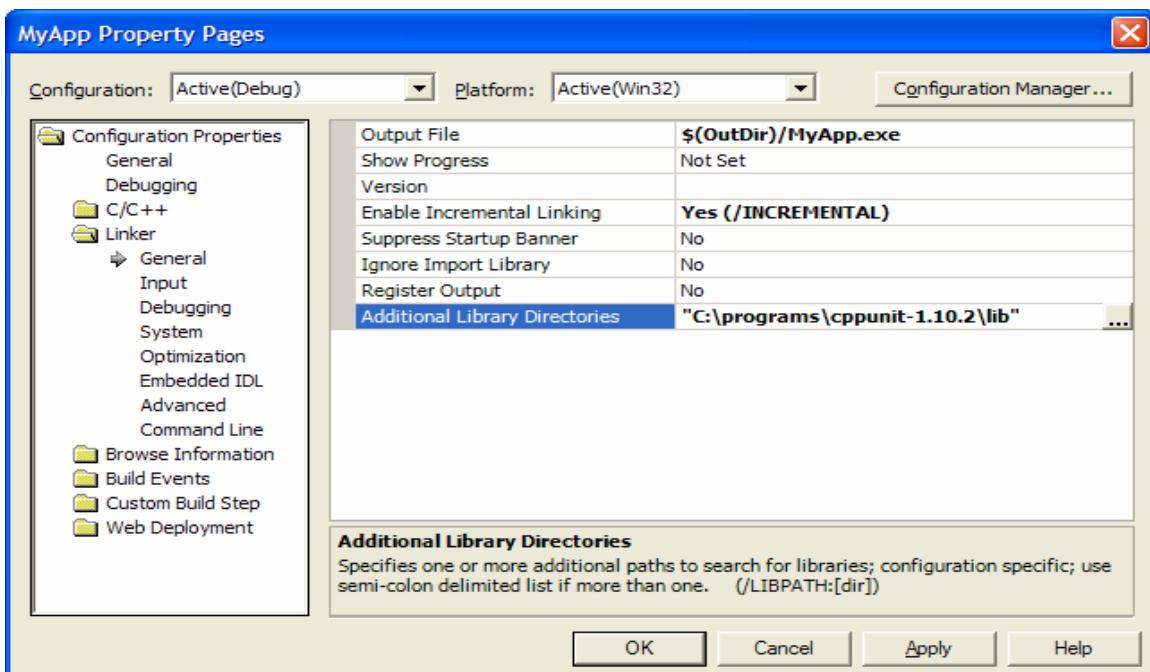 MyApp Property Pages
Configuration: Active(Debug) Platform: Active(Win32) Configuration Manager...
Configuration Properties
General
Debugging
C/C++
Linker
General
Input
Debugging
System
Optimization
Embedded IDL
Advanced
Command Line
Browse Information
Build Events
Custom Build Step
Web Deployment
Output File $(OutDir)/MyApp.exe
Show Progress Not Set
Version
Enable Incremental Linking Yes (/INCREMENTAL)
Suppress Startup Banner No
Ignore Import Library No
Register Output No
Additional Library Directories "C:\programs\cppunit-1.10.2\lib" ...
Additional Library Directories
Specifies one or more additional paths to search for libraries; configuration specific; use
semi-colon delimited list if more than one. (/LIBPATH:[dir])
OK Cancel Apply Help